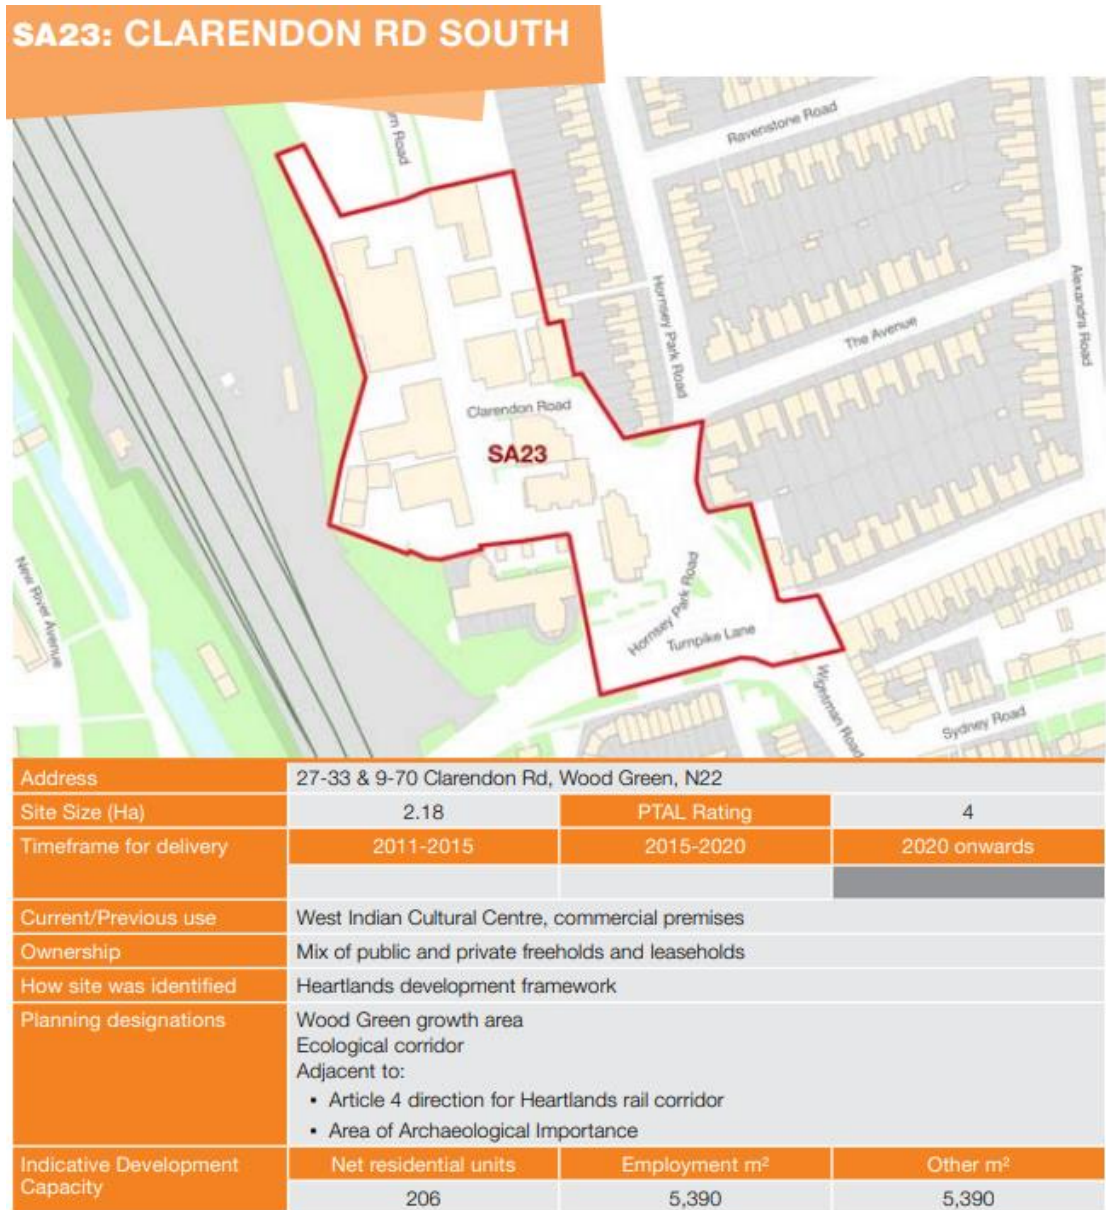 SA23: CLARENDON RD SOUTH
rn Road
Ravenstone Road
Hornsey Park Road
The Avenue
Alexandra Road
Clarendon Road
SA23
New River Avenue
Hornsey Park Road
Turnpike Lane
Wightman Road
Sydney Road
Address 27-33 & 9-70 Clarendon Rd, Wood Green, N22
Site Size (Ha) 2.18 PTAL Rating 4
Timeframe for delivery 2011-2015 2015-2020 2020 onwards
Current/Previous use West Indian Cultural Centre, commercial premises
Ownership Mix of public and private freeholds and leaseholds
How site was identified Heartlands development framework
Planning designations Wood Green growth area
Ecological corridor
Adjacent to:
• Article 4 direction for Heartlands rail corridor
• Area of Archaeological Importance
Indicative Development Capacity Net residential units Employment m² Other m²
206 5,390 5,390